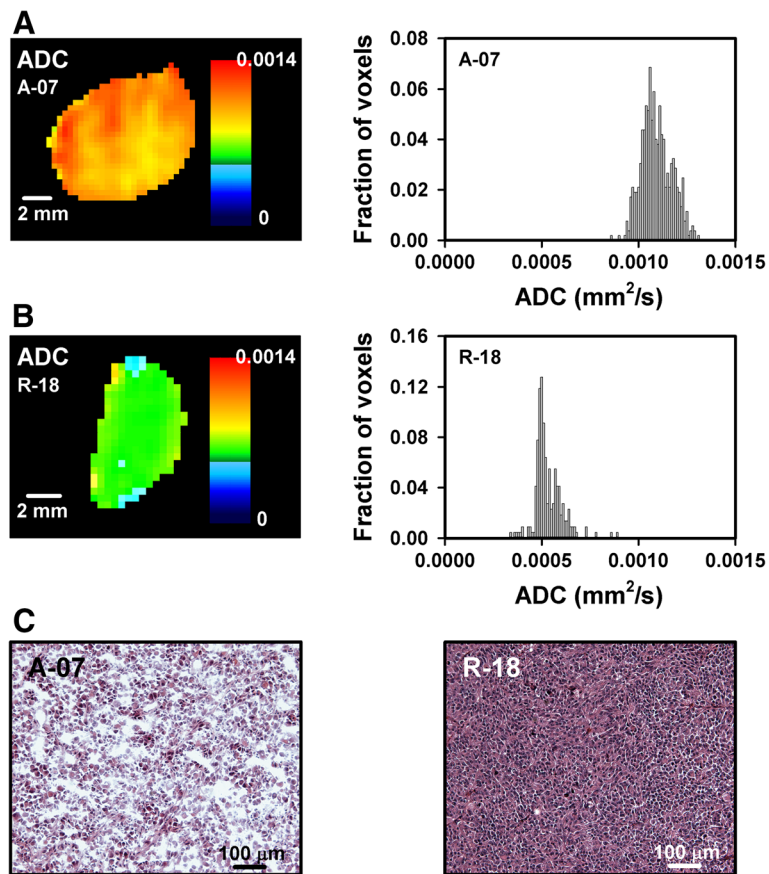 A
ADC
A-07
0.0014
2 mm
0
Fraction of voxels
0.08
0.06
0.04
0.02
0.00
A-07
0.0000 0.0005 0.0010 0.0015
ADC (mm²/s)
B
ADC
R-18
0.0014
2 mm
0
Fraction of voxels
0.16
0.12
0.08
0.04
0.00
R-18
0.0000 0.0005 0.0010 0.0015
ADC (mm²/s)
C
A-07
100 µm
R-18
100 µm